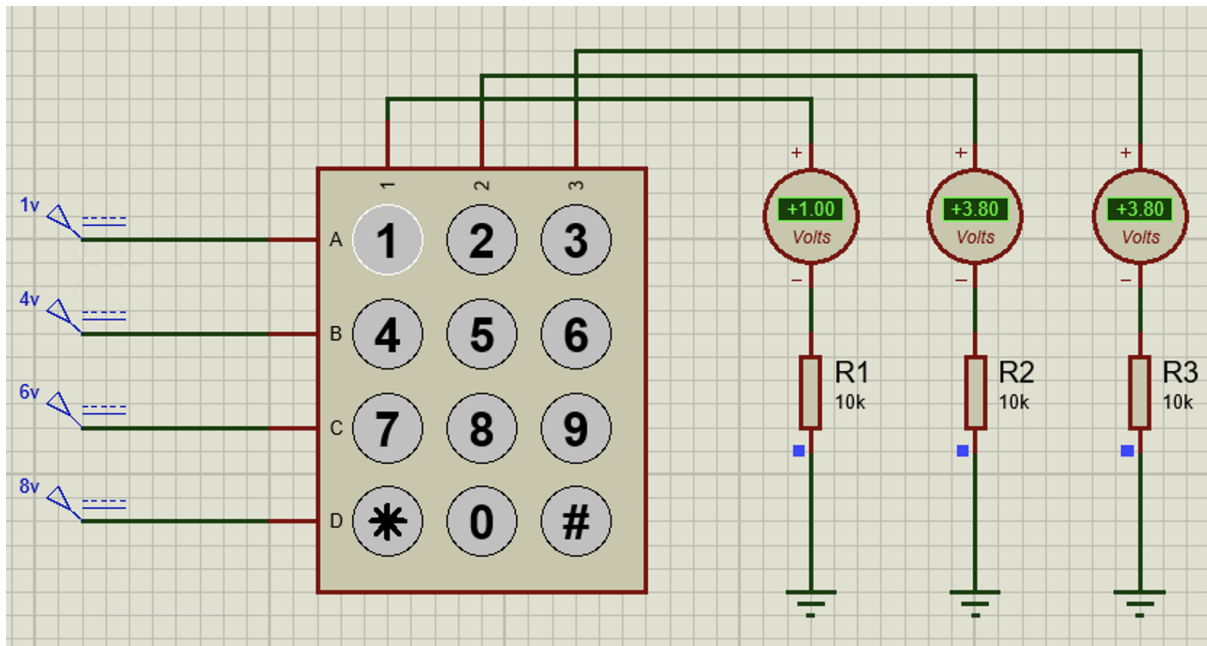 1 2 3
+ + +
1v 1 2 3 +1.00 +3.80 +3.80
A Volts Volts Volts
− − −
4v B 4 5 6
R1 R2 R3
6v 10k 10k 10k
C 7 8 9
8v
D * 0 #